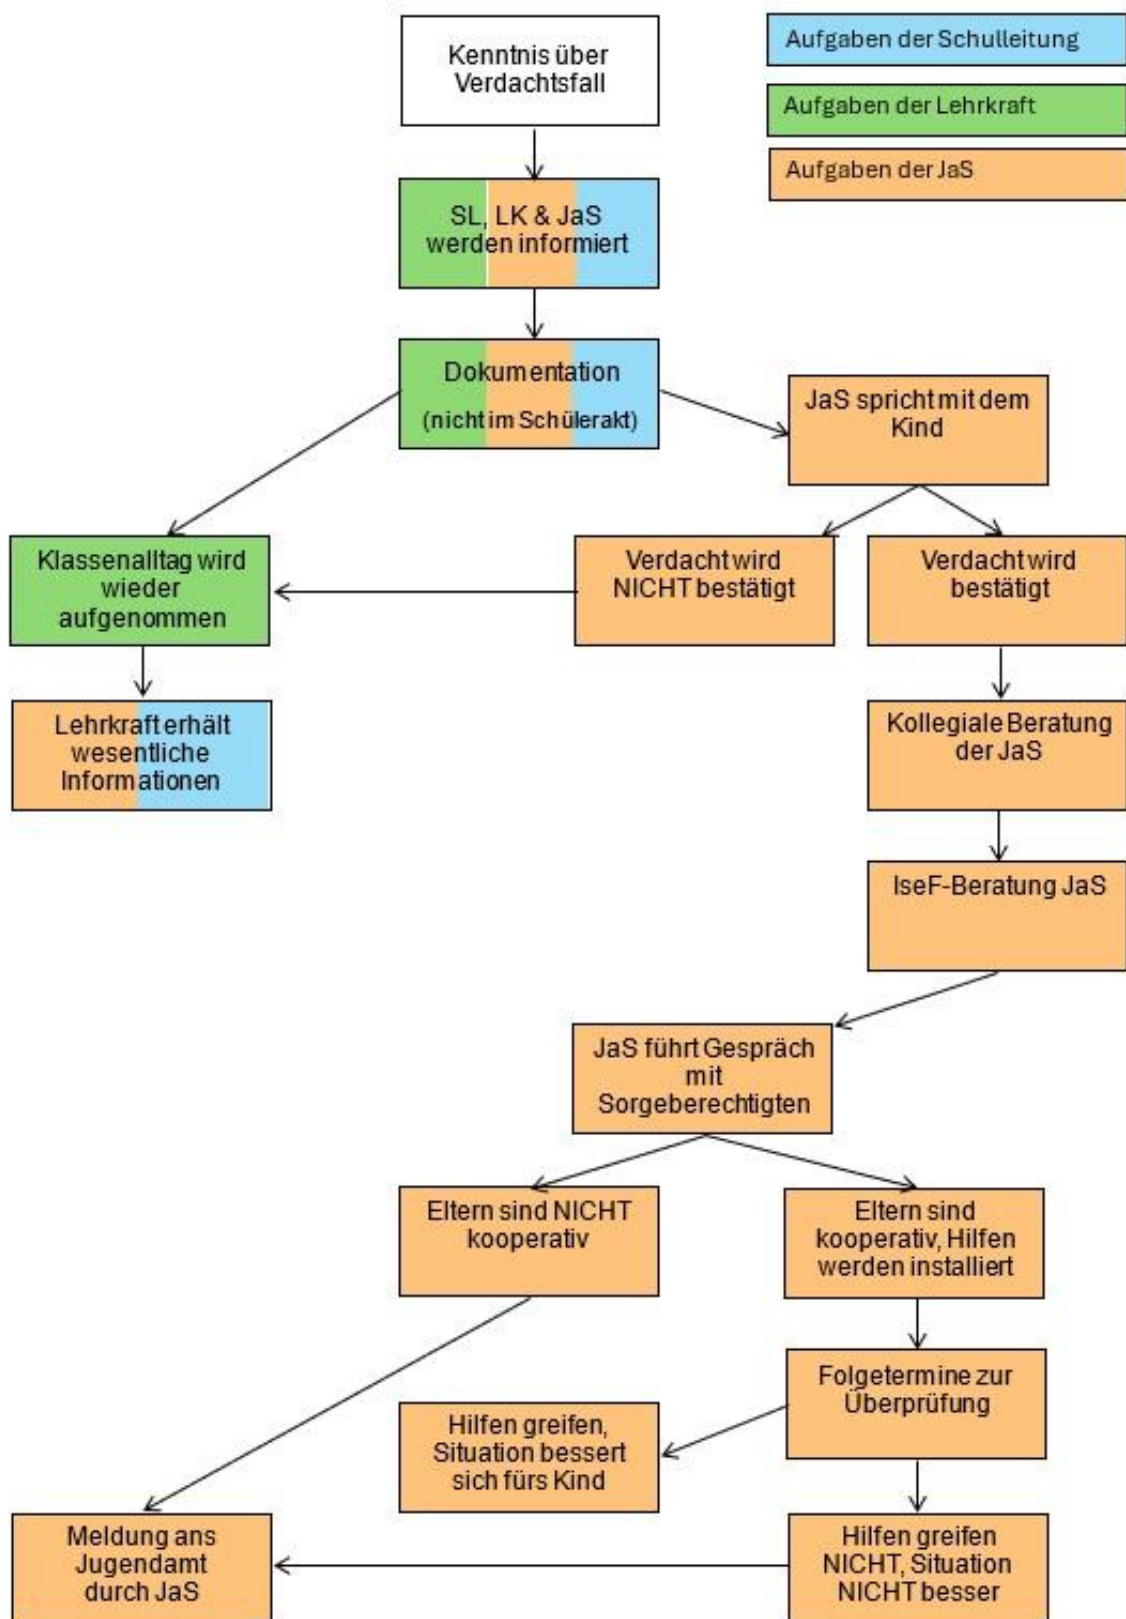 Kenntnis über
Verdachtsfall
Aufgaben der Schulleitung
Aufgaben der Lehrkraft
Aufgaben der JaS
SL, LK & JaS
werden informiert
Dokumentation
(nicht im Schülerakt)
JaS spricht mit dem
Kind
Klassenalltag wird
wieder
aufgenommen
Verdacht wird
NICHT bestätigt
Verdacht wird
bestätigt
Lehrkraft erhält
wesentliche
Informationen
Kollegiale Beratung
der JaS
IseF-Beratung JaS
JaS führt Gespräch
mit
Sorgeberechtigten
Eltern sind NICHT
kooperativ
Eltern sind
kooperativ, Hilfen
werden installiert
Folgetermine zur
Überprüfung
Hilfen greifen,
Situation bessert
sich fürs Kind
Meldung ans
Jugendamt
durch JaS
Hilfen greifen
NICHT, Situation
NICHT besser